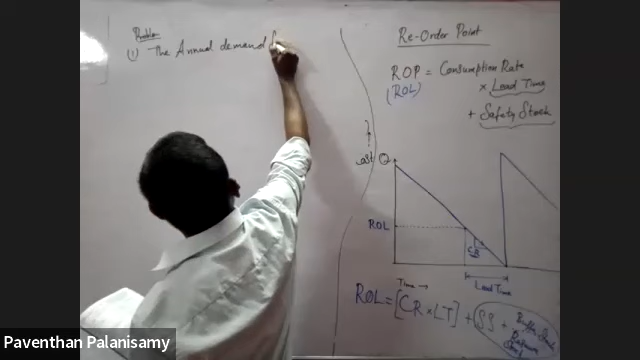 Problem
(1) The Annual demand f
Re-Order Point
ROP = Consumption Rate
(ROL)
× Lead Time
+ Safety Stock
Q
ROL
CR
Lead Time
Time →
ROL = [CR × LT] + SS +
Buffer Stock
Paventhan Palanisamy